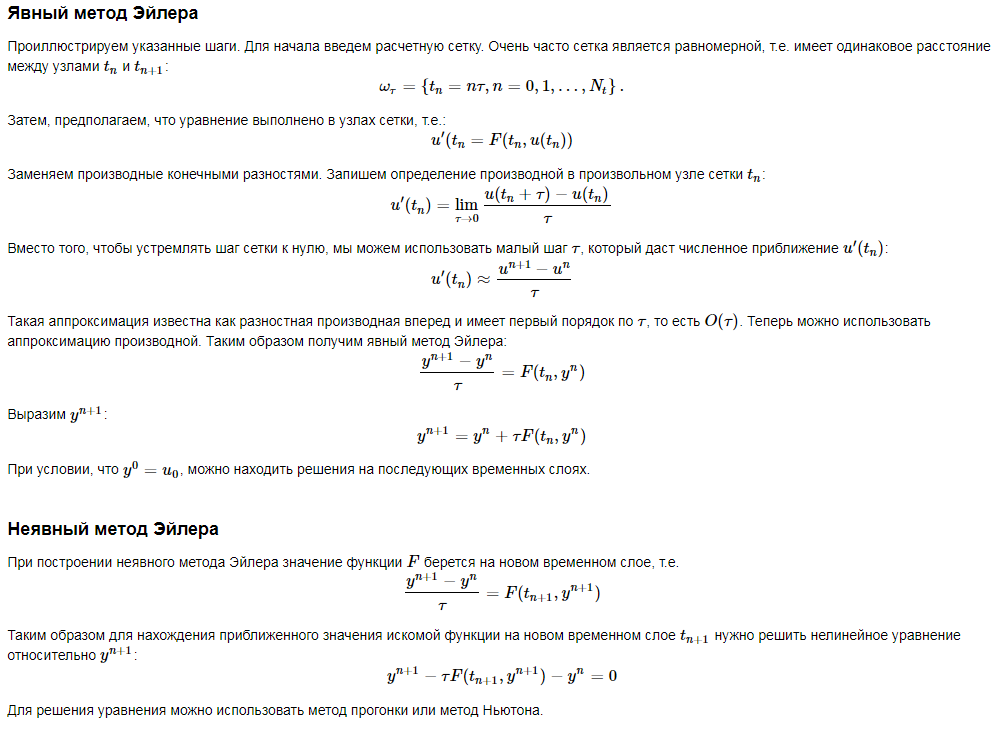 Явный метод Эйлера
Проиллюстрируем указанные шаги. Для начала введем расчетную сетку. Очень часто сетка является равномерной, т.е. имеет одинаковое расстояние
между узлами tₙ и tₙ₊₁:
ω_τ = {tₙ = nτ, n = 0, 1, …, N_t} .
Затем, предполагаем, что уравнение выполнено в узлах сетки, т.е.:
u′(tₙ = F(tₙ, u(tₙ))
Заменяем производные конечными разностями. Запишем определение производной в произвольном узле сетки tₙ:
u′(tₙ) = lim_{τ→0} (u(tₙ + τ) − u(tₙ)) / τ
Вместо того, чтобы устремлять шаг сетки к нулю, мы можем использовать малый шаг τ, который даст численное приближение u′(tₙ):
u′(tₙ) ≈ (uⁿ⁺¹ − uⁿ) / τ
Такая аппроксимация известна как разностная производная вперед и имеет первый порядок по τ, то есть O(τ). Теперь можно использовать
аппроксимацию производной. Таким образом получим явный метод Эйлера:
(yⁿ⁺¹ − yⁿ) / τ = F(tₙ, yⁿ)
Выразим yⁿ⁺¹:
yⁿ⁺¹ = yⁿ + τF(tₙ, yⁿ)
При условии, что y⁰ = u₀, можно находить решения на последующих временных слоях.
Неявный метод Эйлера
При построении неявного метода Эйлера значение функции F берется на новом временном слое, т.е.
(yⁿ⁺¹ − yⁿ) / τ = F(tₙ₊₁, yⁿ⁺¹)
Таким образом для нахождения приближенного значения искомой функции на новом временном слое tₙ₊₁ нужно решить нелинейное уравнение
относительно yⁿ⁺¹:
yⁿ⁺¹ − τF(tₙ₊₁, yⁿ⁺¹) − yⁿ = 0
Для решения уравнения можно использовать метод прогонки или метод Ньютона.